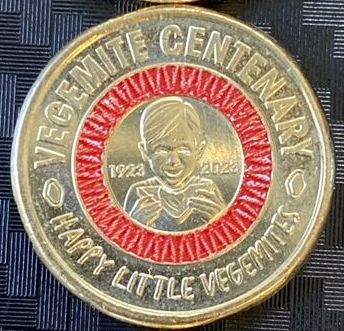 VEGEMITE CENTENARY
1923 2023
HAPPY LITTLE VEGEMITES